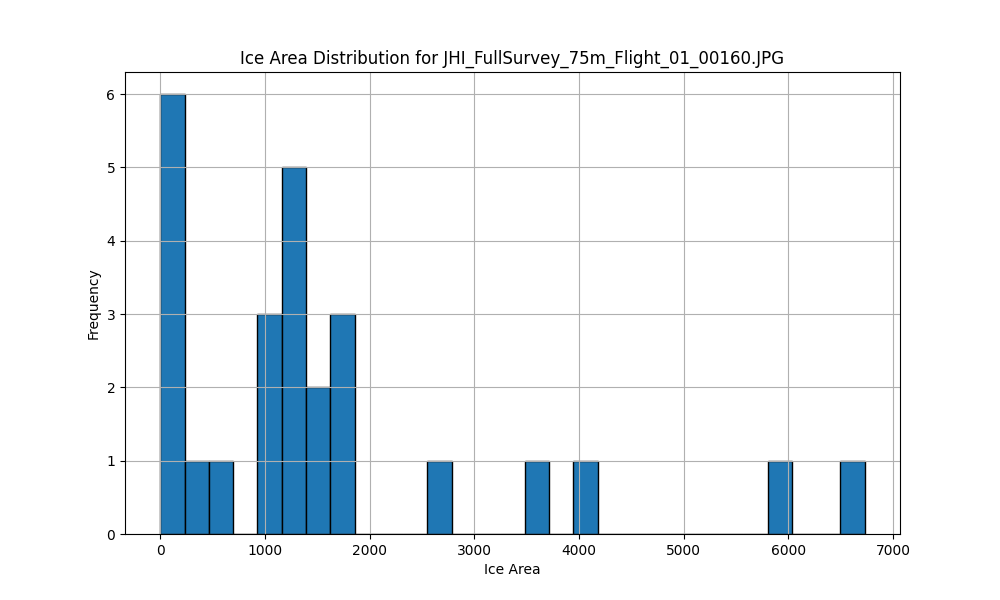 Ice Area Distribution for JHI_FullSurvey_75m_Flight_01_00160.JPG
6
5
4
3
2
1
0
Frequency
0 1000 2000 3000 4000 5000 6000 7000
Ice Area